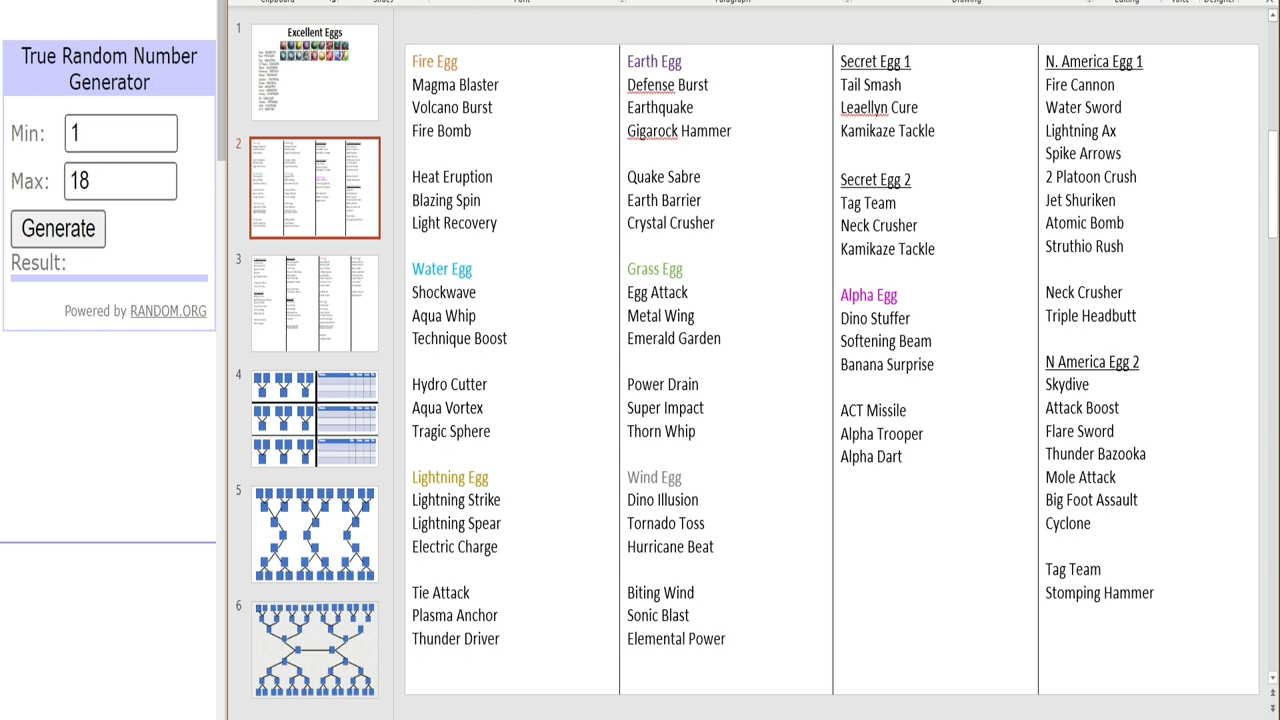 True Random Number
Generator
Min:
1
18
Generate
Result:
Powered by RANDOM.ORG
1
Excellent Eggs
2
3
4
5
6
Fire Egg
Magma Blaster
Volcano Burst
Fire Bomb
Heat Eruption
Blazing Spin
Light Recovery
Water Egg
Shockwave
Aqua Whip
Technique Boost
Hydro Cutter
Aqua Vortex
Tragic Sphere
Lightning Egg
Lightning Strike
Lightning Spear
Electric Charge
Tie Attack
Plasma Anchor
Thunder Driver
Earth Egg
Defense Burst
Earthquake
Gigarock Hammer
Quake Sabre
Earth Barrier
Crystal Crusher
Grass Egg
Egg Attack
Metal Wing
Emerald Garden
Power Drain
Super Impact
Thorn Whip
Wind Egg
Dino Illusion
Tornado Toss
Hurricane Beat
Biting Wind
Sonic Blast
Elemental Power
Secret Egg 1
Tail Smash
Leaellyn Cure
Kamikaze Tackle
Secret Egg 2
Tag Team
Neck Crusher
Kamikaze Tackle
Alpha Egg
Dino Stuffer
Softening Beam
Banana Surprise
ACT Missile
Alpha Trooper
Alpha Dart
N. America Egg 1
Fire Cannon
Water Sword
Lightning Ax
Arrows
2 Platoon Crush
Jet Shuriken
Atomic Bomb
Struthio Rush
Neck Crusher
Triple Headbutt
N America Egg 2
Skydive
Attack Boost
Flare Sword
Thunder Bazooka
Mole Attack
Big Foot Assault
Cyclone
Tag Team
Stomping Hammer